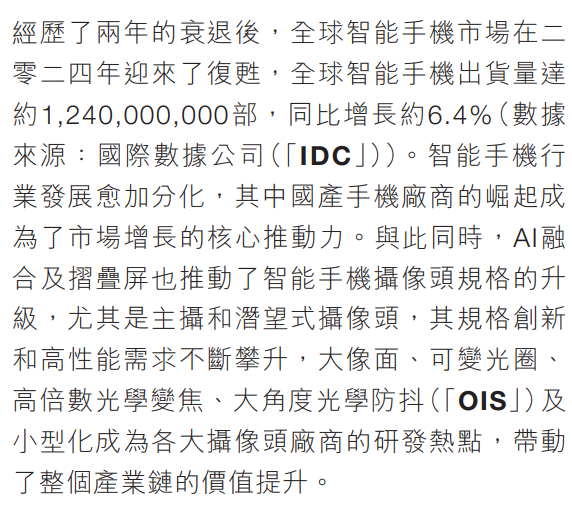 經歷了兩年的衰退後，全球智能手機市場在二
零二四年迎來了復甦，全球智能手機出貨量達
約1,240,000,000部，同比增長約6.4%（數據
來源：國際數據公司（「IDC」））。智能手機行
業發展愈加分化，其中國產手機廠商的崛起成
為了市場增長的核心推動力。與此同時，AI融
合及摺疊屏也推動了智能手機攝像頭規格的升
級，尤其是主攝和潛望式攝像頭，其規格創新
和高性能需求不斷攀升，大像面、可變光圈、
高倍數光學變焦、大角度光學防抖（「OIS」）及
小型化成為各大攝像頭廠商的研發熱點，帶動
了整個產業鏈的價值提升。